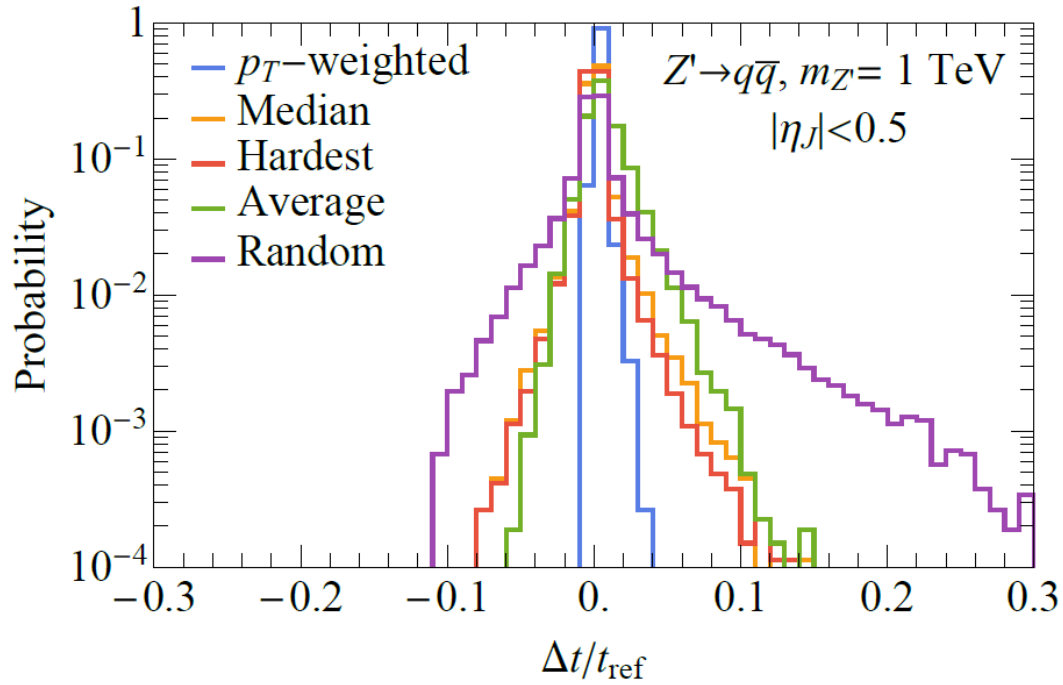 1
10⁻¹
10⁻²
10⁻³
10⁻⁴
Probability
p_T-weighted
Median
Hardest
Average
Random
Z'→qq̅, m_Z' = 1 TeV
|η_J|<0.5
−0.3
−0.2
−0.1
0.
0.1
0.2
0.3
Δt/t_ref